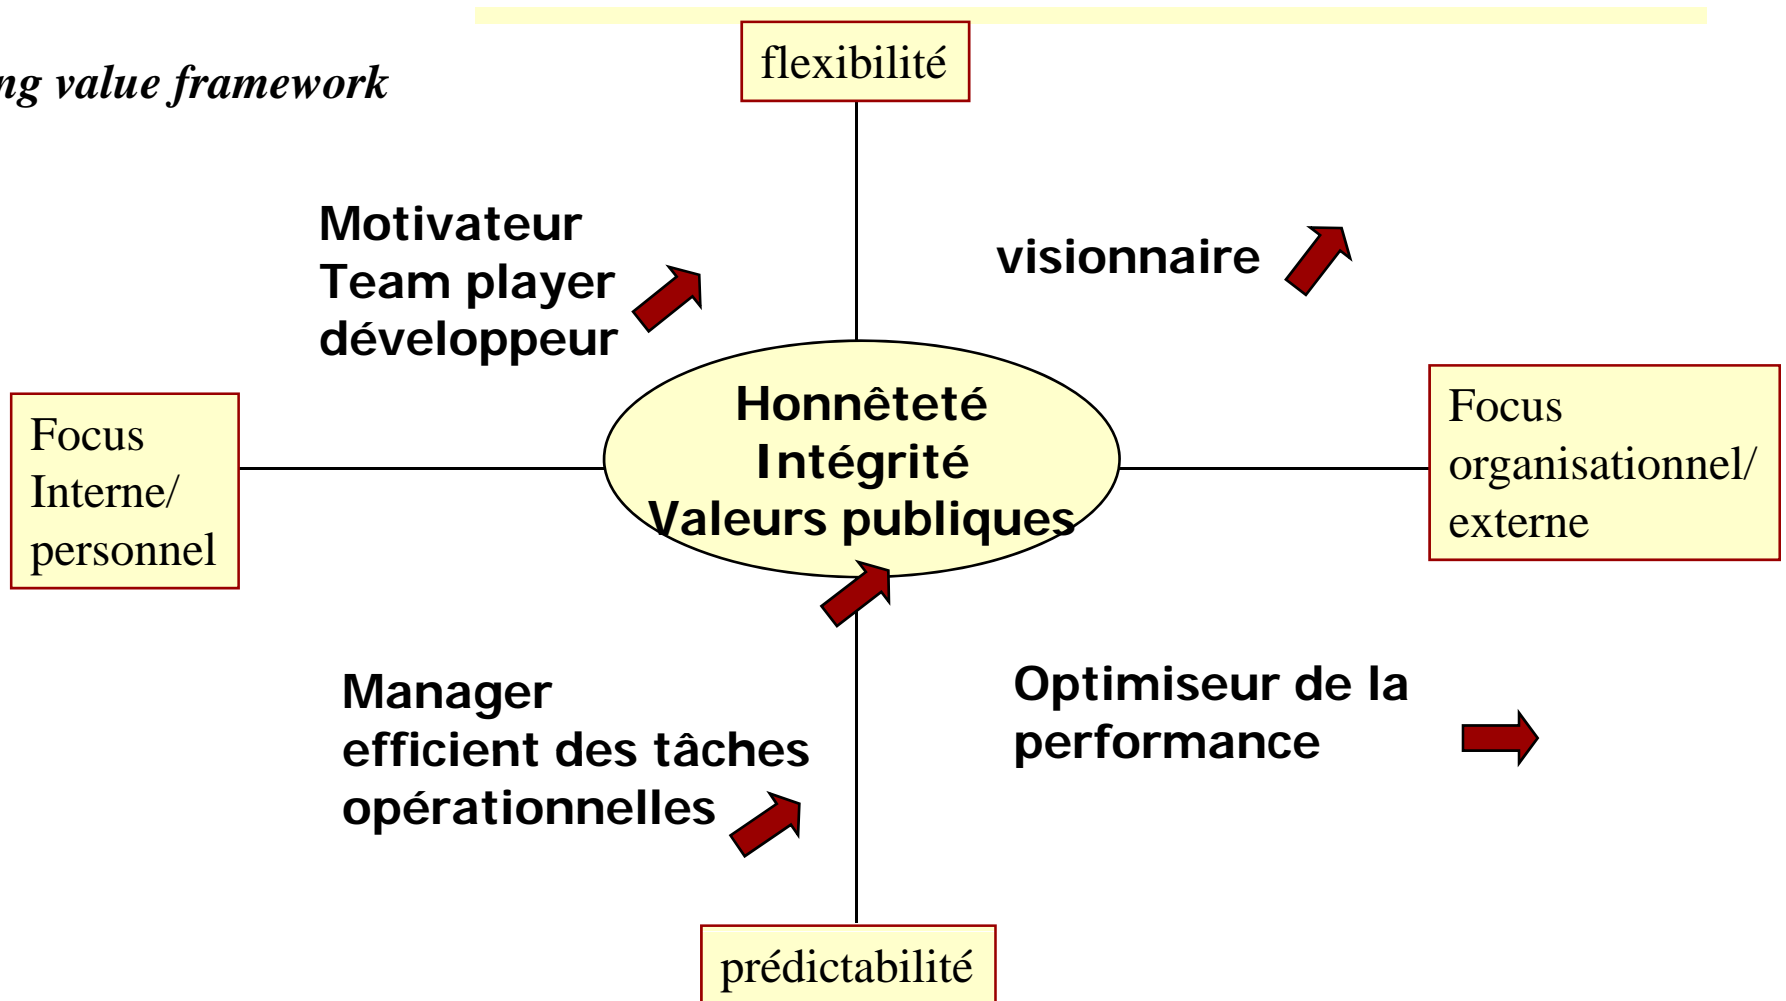 flexibilité
ng value framework
Motivateur
Team player
développeur
visionnaire
Honnêteté
Intégrité
Valeurs publiques
Focus
Interne/
personnel
Focus
organisationnel/
externe
Manager
efficient des tâches
opérationnelles
Optimiseur de la
performance
prédictabilité